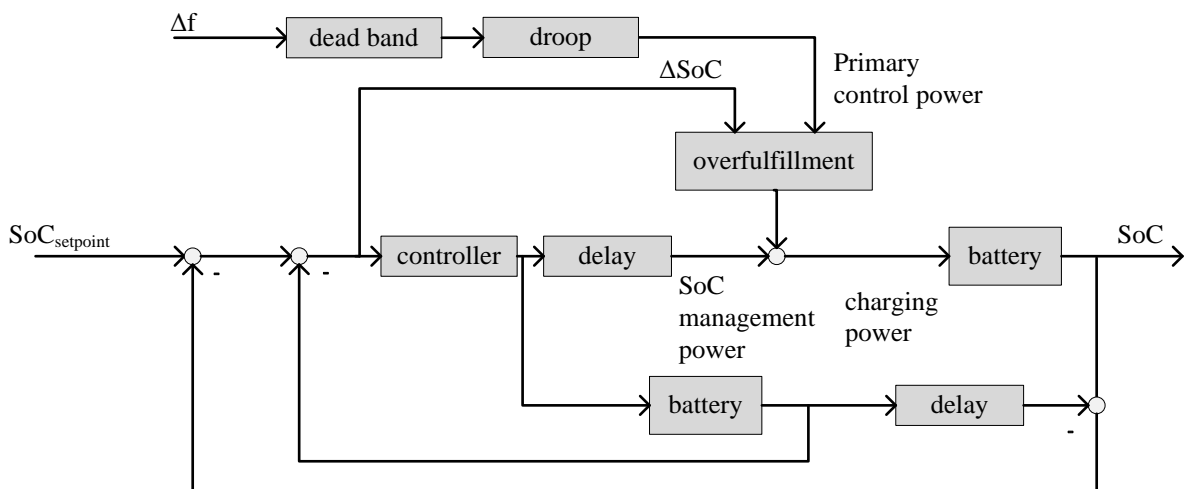 Δf
dead band
droop
ΔSoC
Primary
control power
overfulfillment
SoCsetpoint
-
-
controller
delay
battery
SoC
SoC
management
power
charging
power
battery
delay
-